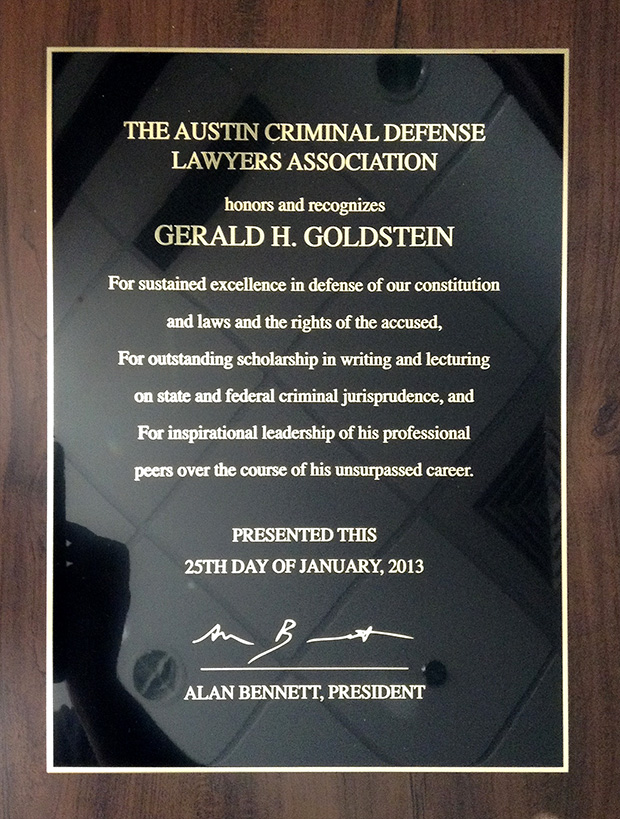 THE AUSTIN CRIMINAL DEFENSE
LAWYERS ASSOCIATION
honors and recognizes
GERALD H. GOLDSTEIN
For sustained excellence in defense of our constitution
and laws and the rights of the accused,
For outstanding scholarship in writing and lecturing
on state and federal criminal jurisprudence, and
For inspirational leadership of his professional
peers over the course of his unsurpassed career.
PRESENTED THIS
25TH DAY OF JANUARY, 2013
ALAN BENNETT, PRESIDENT